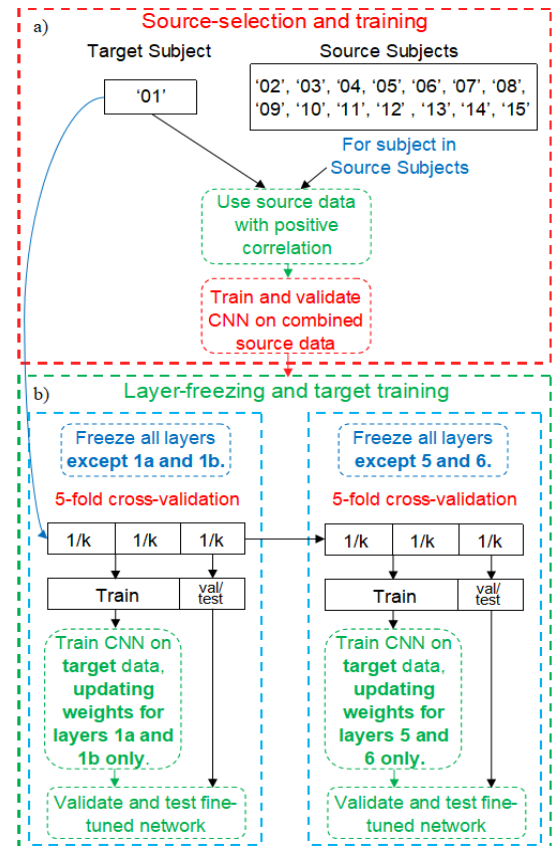 a)
Source-selection and training
Target Subject
Source Subjects
‘01’
‘02’, ‘03’, ‘04, ‘05’, ‘06’, ‘07’, ‘08’,
‘09’, ‘10’, ‘11’, ‘12’ , ‘13’, ‘14’, ‘15’
For subject in
Source Subjects
Use source data
with positive
correlation
Train and validate
CNN on combined
source data
b)
Layer-freezing and target training
Freeze all layers
except 1a and 1b.
5-fold cross-validation
1/k 1/k 1/k
Train
val/
test
Train CNN on
target data,
updating
weights for
layers 1a and
1b only.
Validate and test fine-
tuned network
Freeze all layers
except 5 and 6.
5-fold cross-validation
1/k 1/k 1/k
Train
val/
test
Train CNN on
target data,
updating
weights for
layers 5 and
6 only.
Validate and test fine-
tuned network